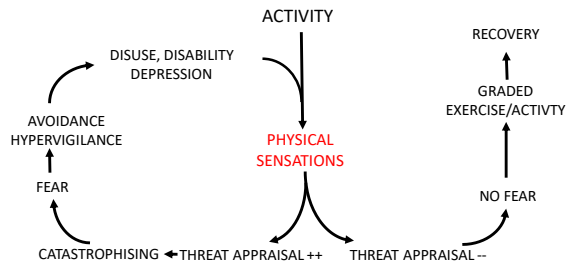 ACTIVITY
RECOVERY
DISUSE, DISABILITY
DEPRESSION
GRADED
EXERCISE/ACTIVTY
AVOIDANCE
HYPERVIGILANCE
PHYSICAL
SENSATIONS
FEAR
NO FEAR
CATASTROPHISING
THREAT APPRAISAL ++
THREAT APPRAISAL --